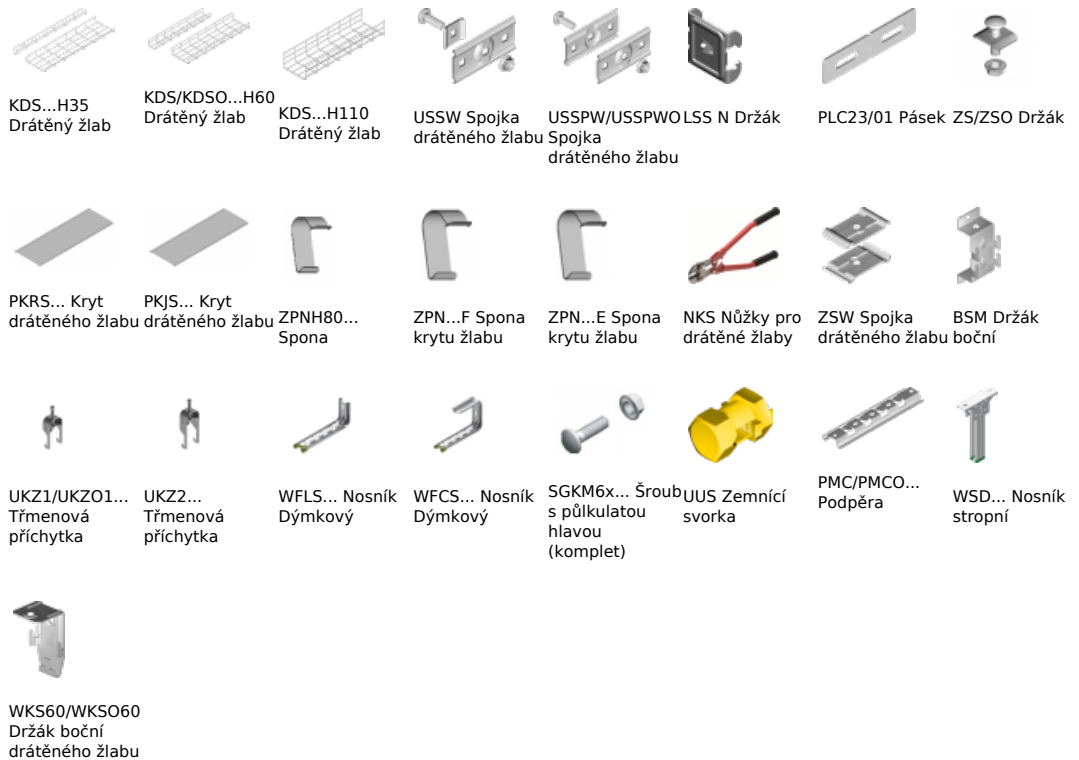 KDS...H35
Drátěný žlab
KDS/KDSO...H60
Drátěný žlab
KDS...H110
Drátěný žlab
USSW Spojka
drátěného žlabu
USSPW/USSPWO
Spojka
drátěného žlabu
LSS N Držák
PLC23/01 Pásek
ZS/ZSO Držák
PKRS... Kryt
drátěného žlabu
PKJS... Kryt
drátěného žlabu
ZPNH80...
Spona
ZPN...F Spona
krytu žlabu
ZPN...E Spona
krytu žlabu
NKS Nůžky pro
drátěné žlaby
ZSW Spojka
drátěného žlabu
BSM Držák
boční
UKZ1/UKZO1...
Třmenová
příchytka
UKZ2...
Třmenová
příchytka
WFLS... Nosník
Dýmkový
WFCS... Nosník
Dýmkový
SGKM6x... Šroub
s půlkulatou
hlavou
(komplet)
UUS Zemnící
svorka
PMC/PMCO...
Podpěra
WSD... Nosník
stropní
WKS60/WKSO60
Držák boční
drátěného žlabu